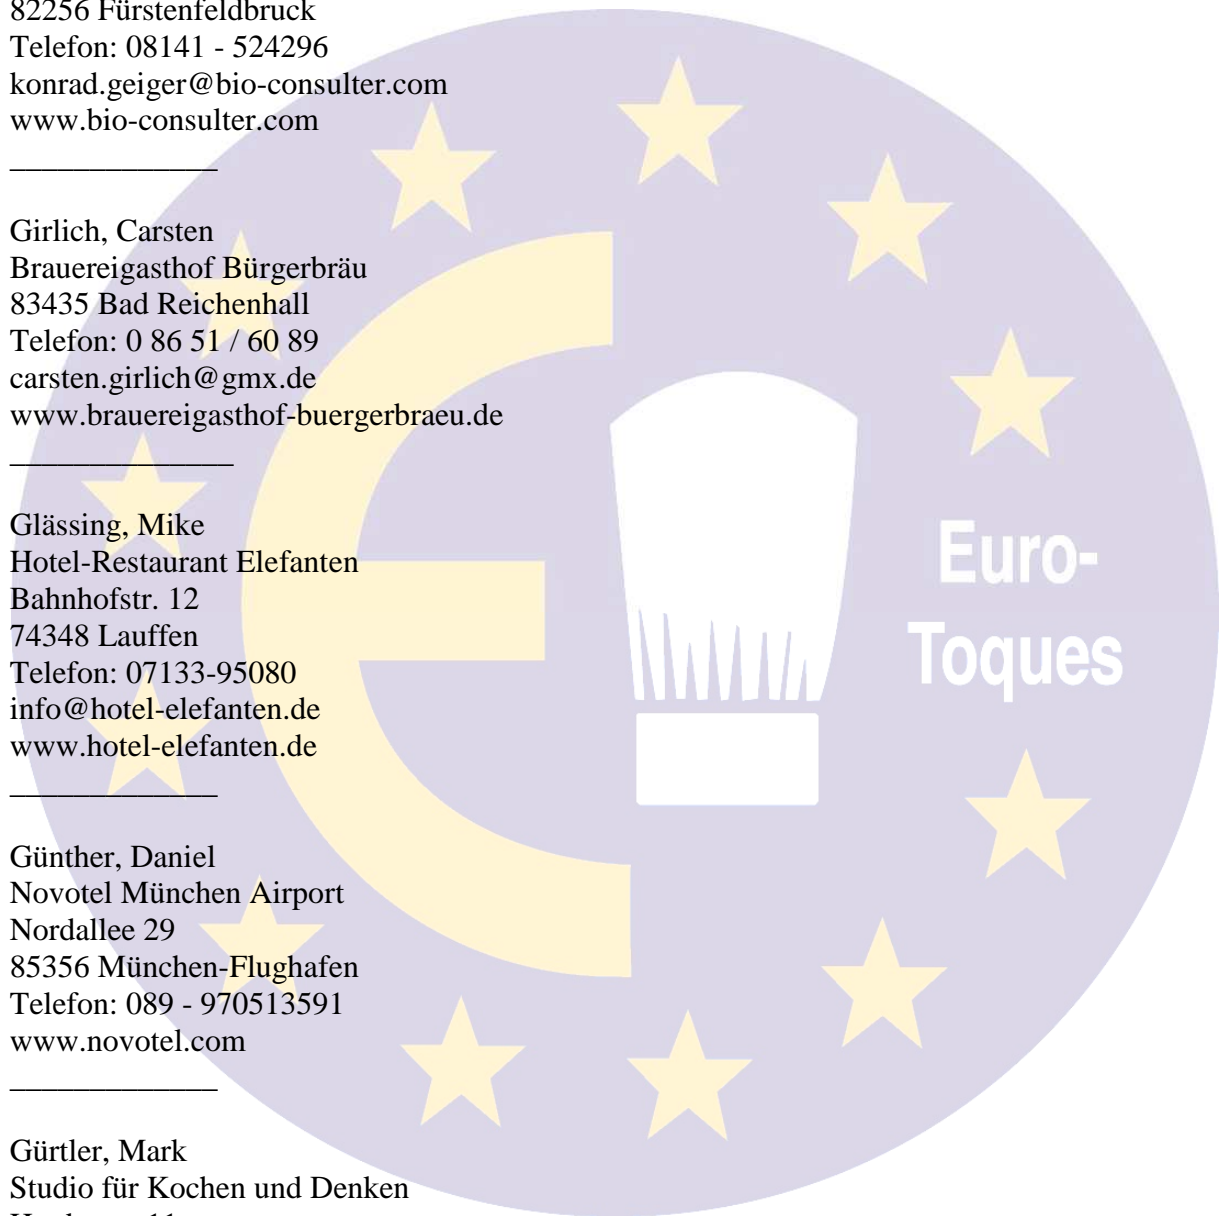 82256 Fürstenfeldbruck
Telefon: 08141 - 524296
konrad.geiger@bio-consulter.com
www.bio-consulter.com
_____________
Girlich, Carsten
Brauereigasthof Bürgerbräu
83435 Bad Reichenhall
Telefon: 0 86 51 / 60 89
carsten.girlich@gmx.de
www.brauereigasthof-buergerbraeu.de
______________
Glässing, Mike
Hotel-Restaurant Elefanten
Bahnhofstr. 12
74348 Lauffen
Telefon: 07133-95080
info@hotel-elefanten.de
www.hotel-elefanten.de
_____________
Günther, Daniel
Novotel München Airport
Nordallee 29
85356 München-Flughafen
Telefon: 089 - 970513591
www.novotel.com
_____________
Gürtler, Mark
Studio für Kochen und Denken
Euro-
Toques